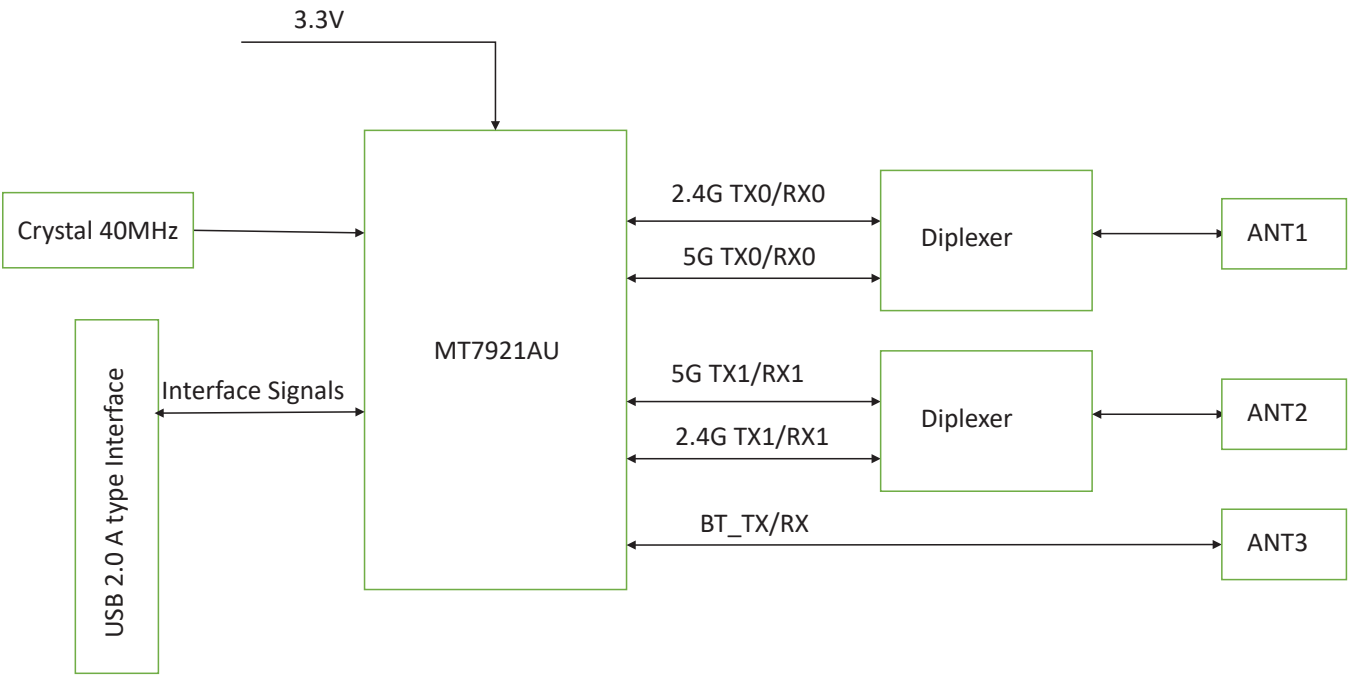 3.3V
Crystal 40MHz
USB 2.0 A type Interface
Interface Signals
MT7921AU
2.4G TX0/RX0
5G TX0/RX0
Diplexer
ANT1
5G TX1/RX1
2.4G TX1/RX1
Diplexer
ANT2
BT_TX/RX
ANT3